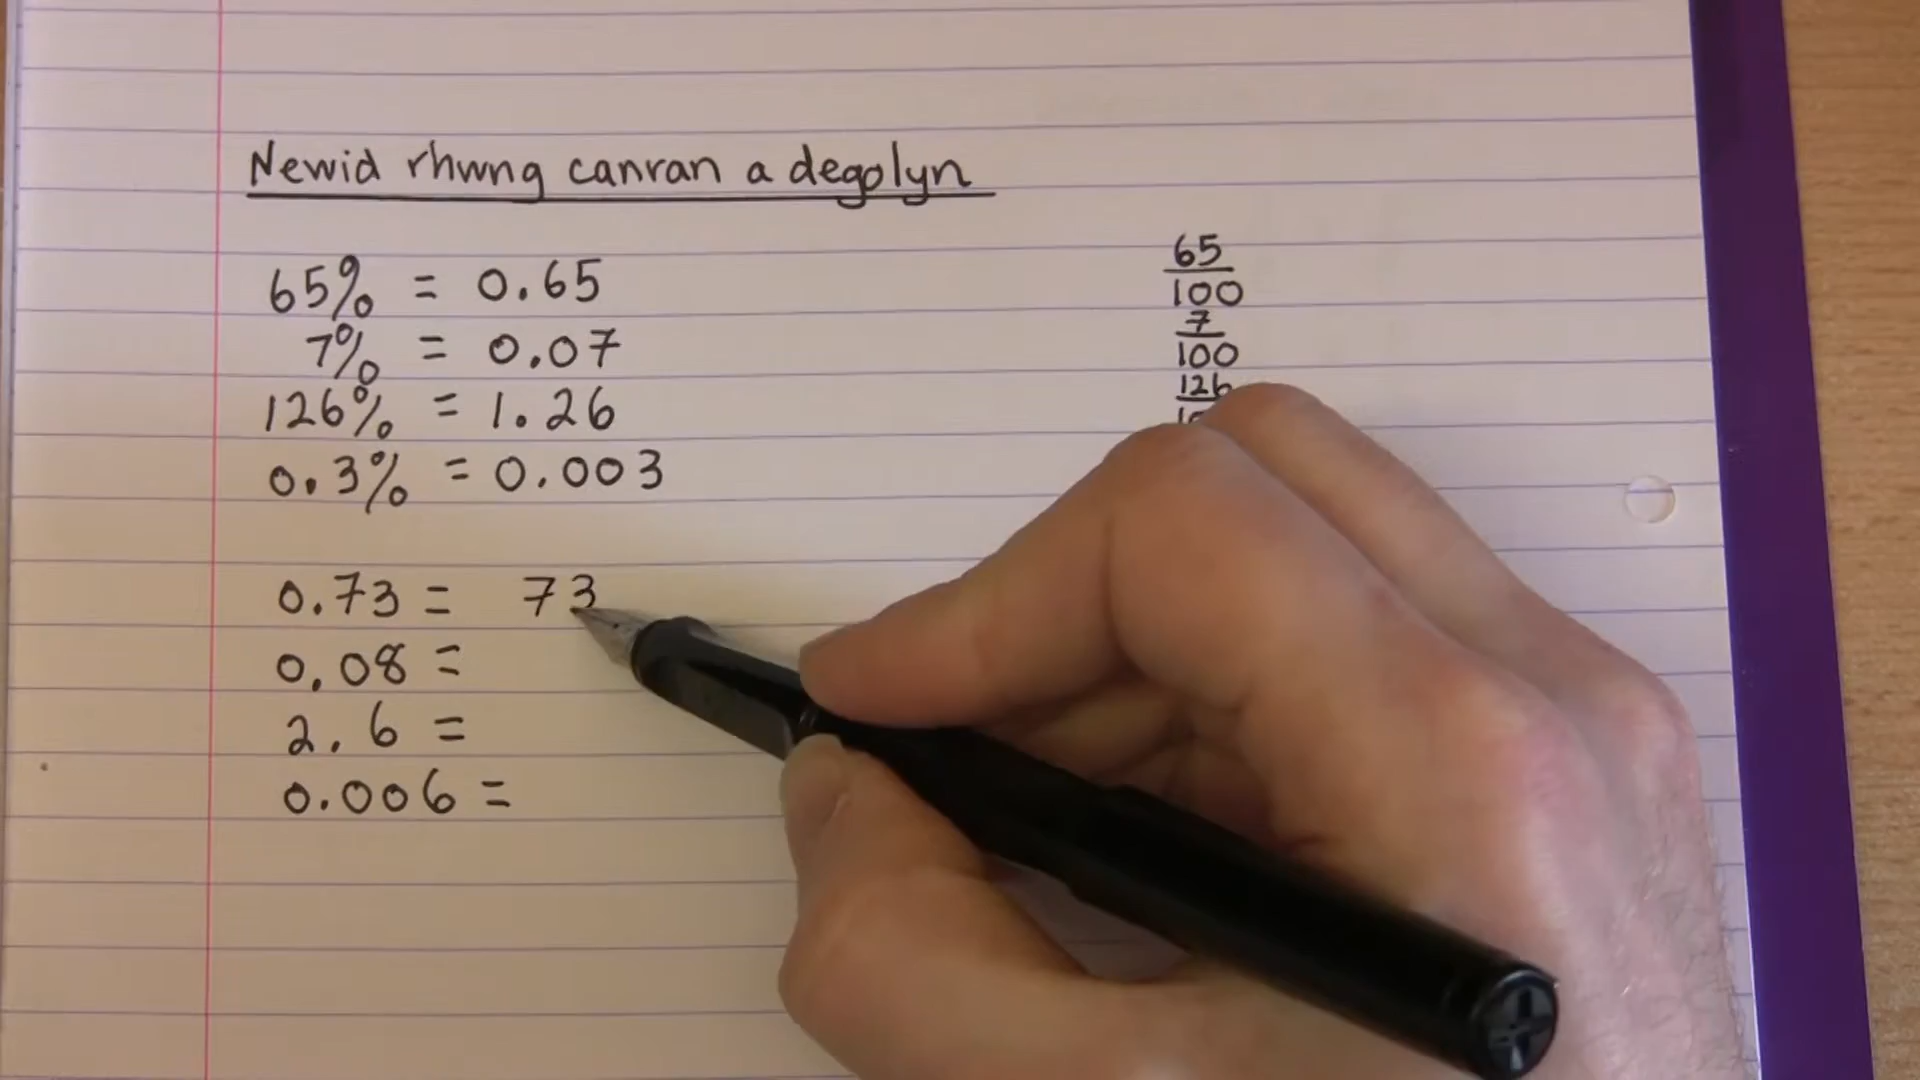 Newid rhwng canran a degolyn
65% = 0.65
65/100
7% = 0.07
7/100
126% = 1.26
126
0.3% = 0.003
0.73 = 73
0.08 =
2.6 =
0.006 =